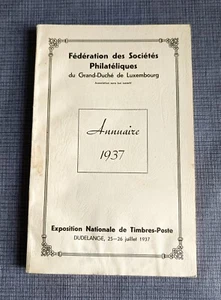 Fédération des Sociétés
Philatéliques
du Grand-Duché de Luxembourg
Annuaire
1937
Exposition Nationale de Timbres-Poste
DUDELANGE, 25-26 juillet 1937